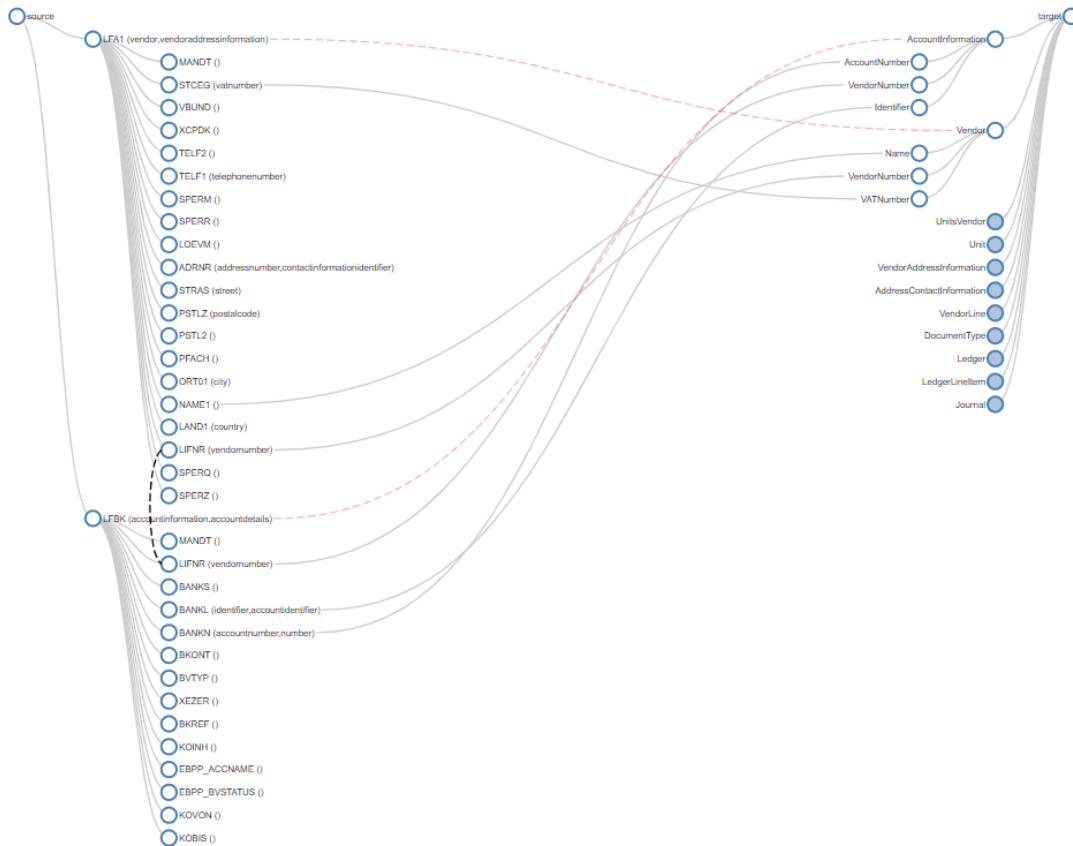 source
LFA1 (vendor,vendoraddressinformation)
MANDT ()
STCEG (vatnumber)
VBUND ()
XCPDK ()
TELF2 ()
TELF1 (telephonenumber)
SPERM ()
SPERR ()
LOEVM ()
ADRNR (addressnumber,contactinformationidentifier)
STRAS (street)
PSTLZ (postalcode)
PSTL2 ()
PFACH ()
ORT01 (city)
NAME1 ()
LAND1 (country)
LIFNR (vendornumber)
SPERQ ()
SPERZ ()
LFBK (accountinformation,accountdetails)
MANDT ()
LIFNR (vendornumber)
BANKS ()
BANKL (identifier,accountidentifier)
BANKN (accountnumber,number)
BKONT ()
BVTYP ()
XEZER ()
BKREF ()
KOINH ()
EBPP_ACCNAME ()
EBPP_BVSTATUS ()
KOVON ()
KOBIS ()
target
AccountInformation
AccountNumber
VendorNumber
Identifier
Vendor
Name
VendorNumber
VATNumber
UnitsVendor
Unit
VendorAddressInformation
AddressContactInformation
VendorLine
DocumentType
Ledger
LedgerLineItem
Journal